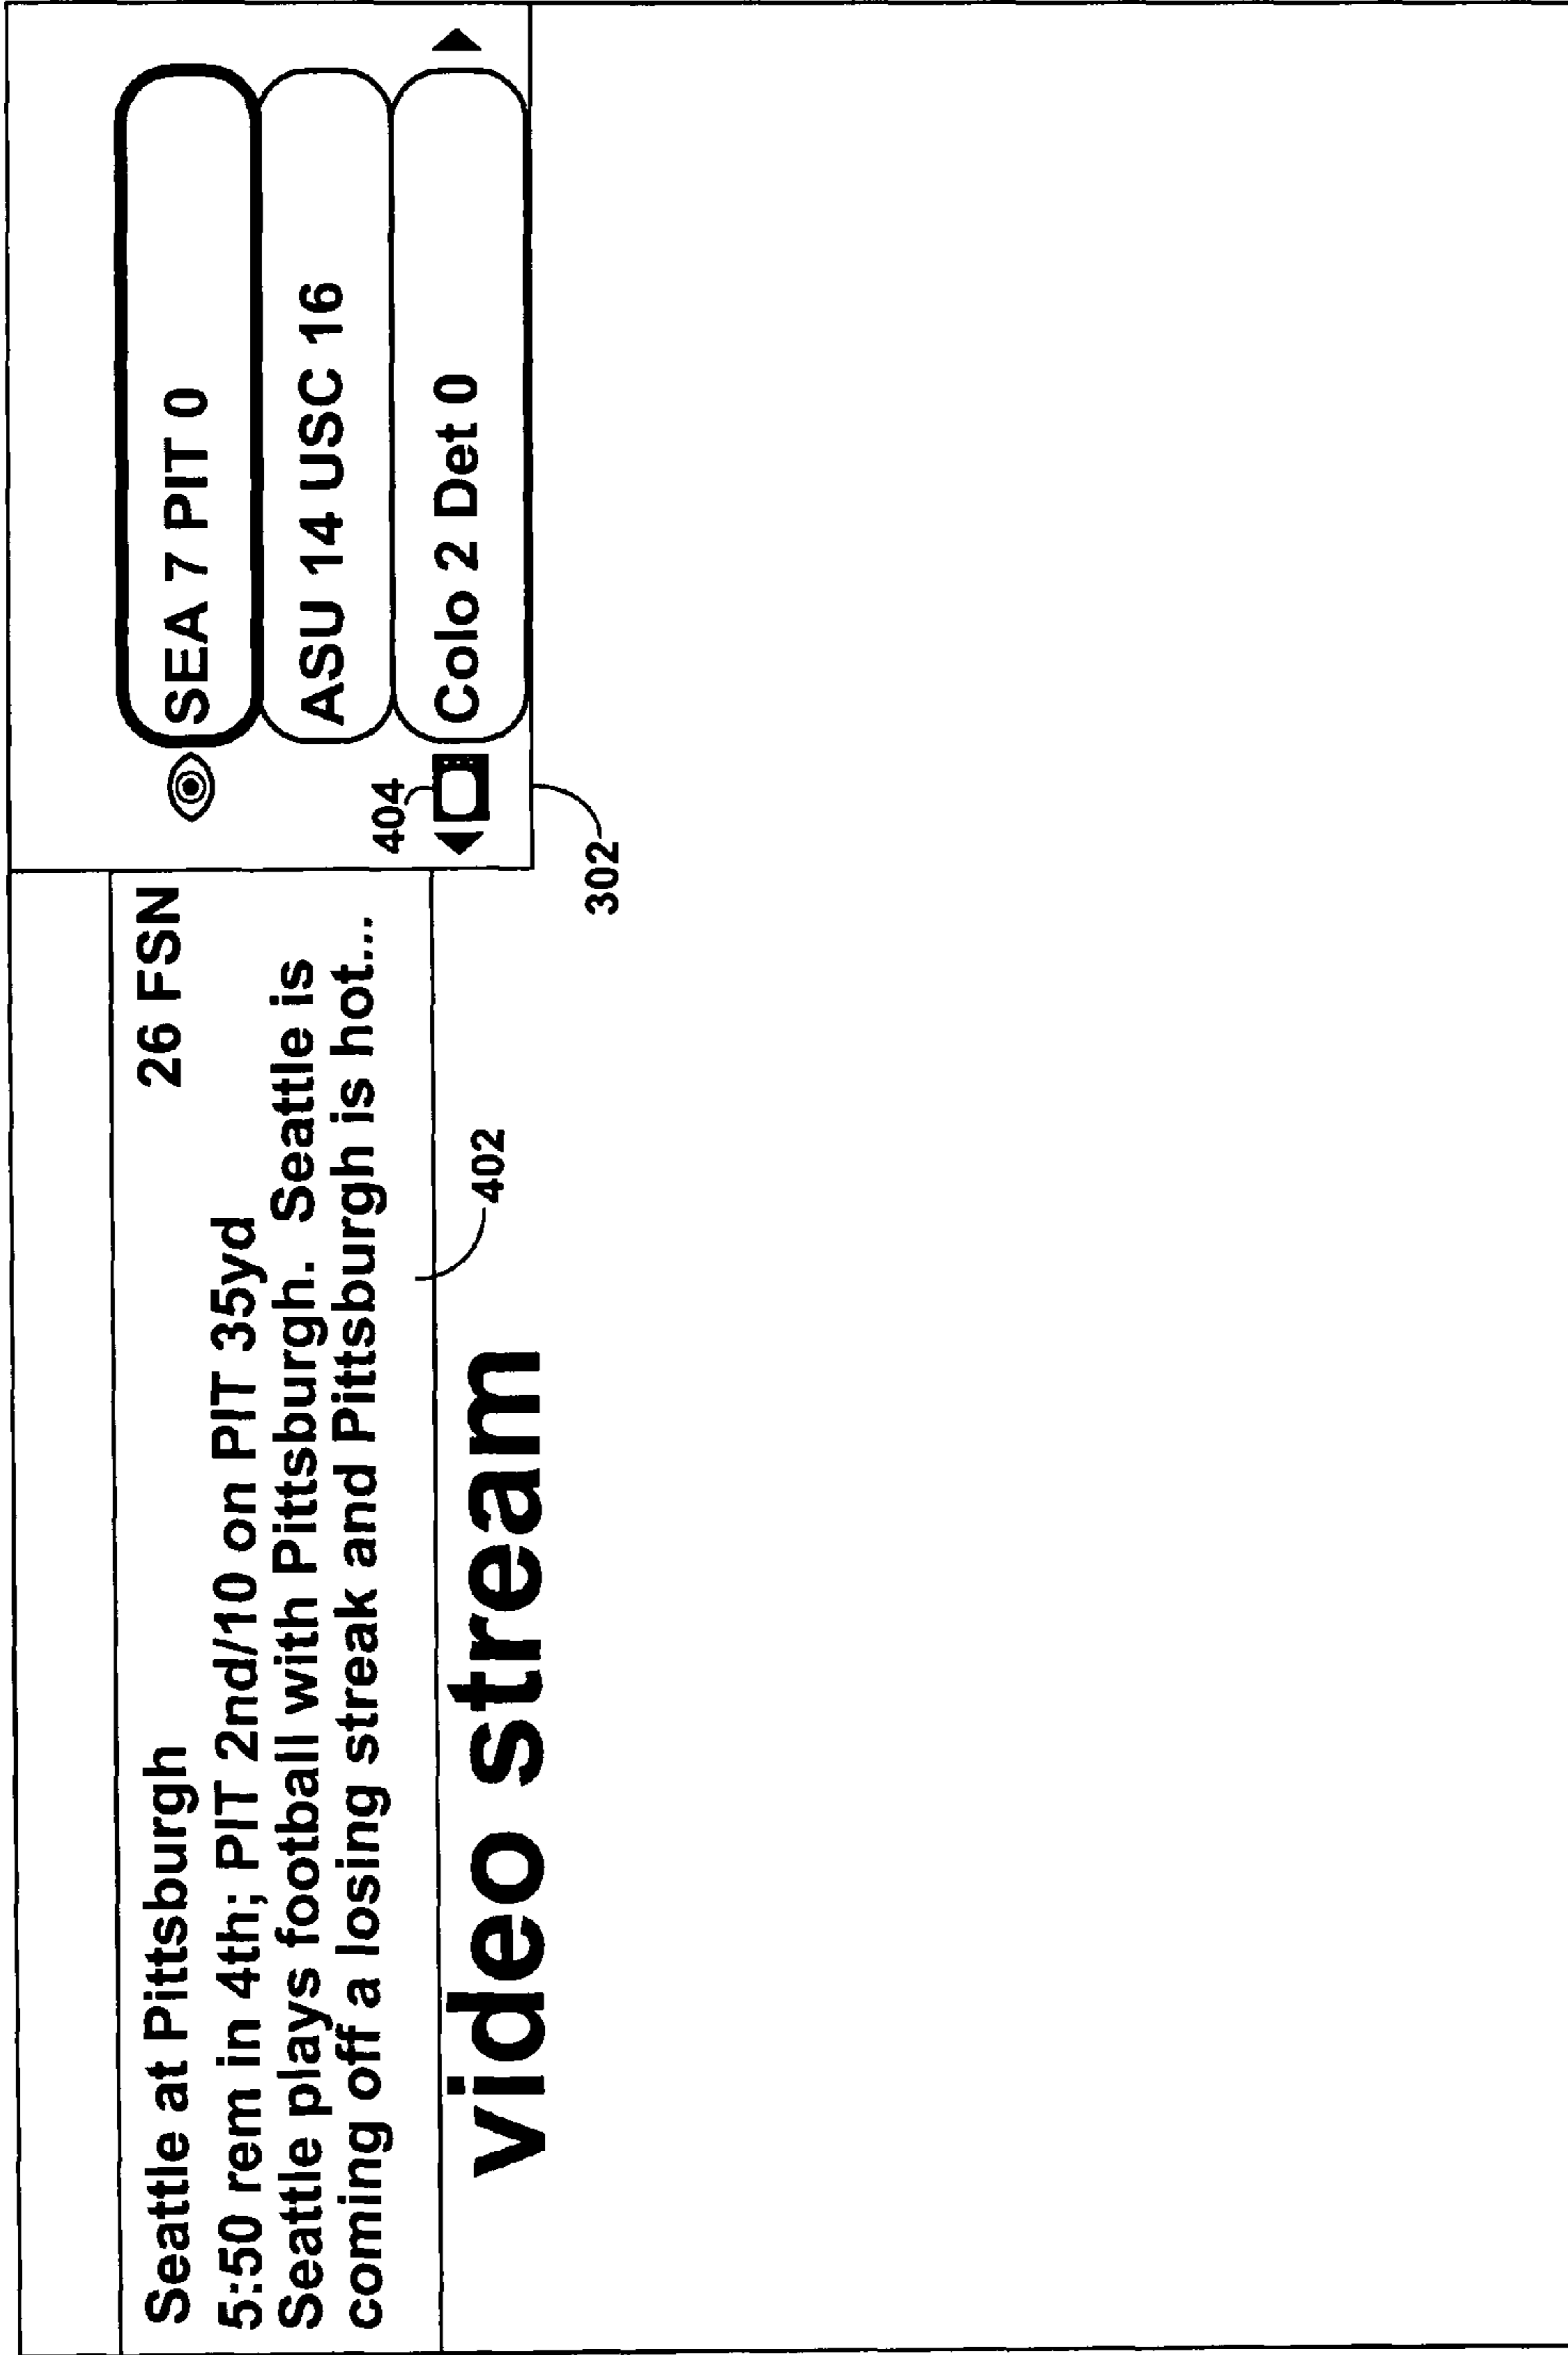 Seattle at Pittsburgh 26 FSN
5:50 rem in 4th; PIT 2nd/10 on PIT 35yd
Seattle plays football with Pittsburgh. Seattle is
coming off a losing streak and Pittsburgh is hot...
402
video stream
SEA 7 PIT 0
ASU 14 USC 16
404
Colo 2 Det 0
302